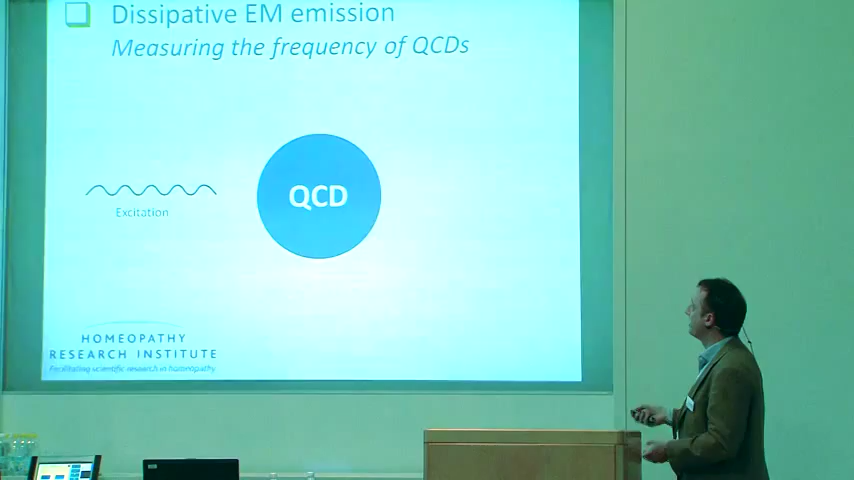 Dissipative EM emission
Measuring the frequency of QCDs
QCD
Excitation
HOMEOPATHY
RESEARCH INSTITUTE
Facilitating scientific research in homeopathy